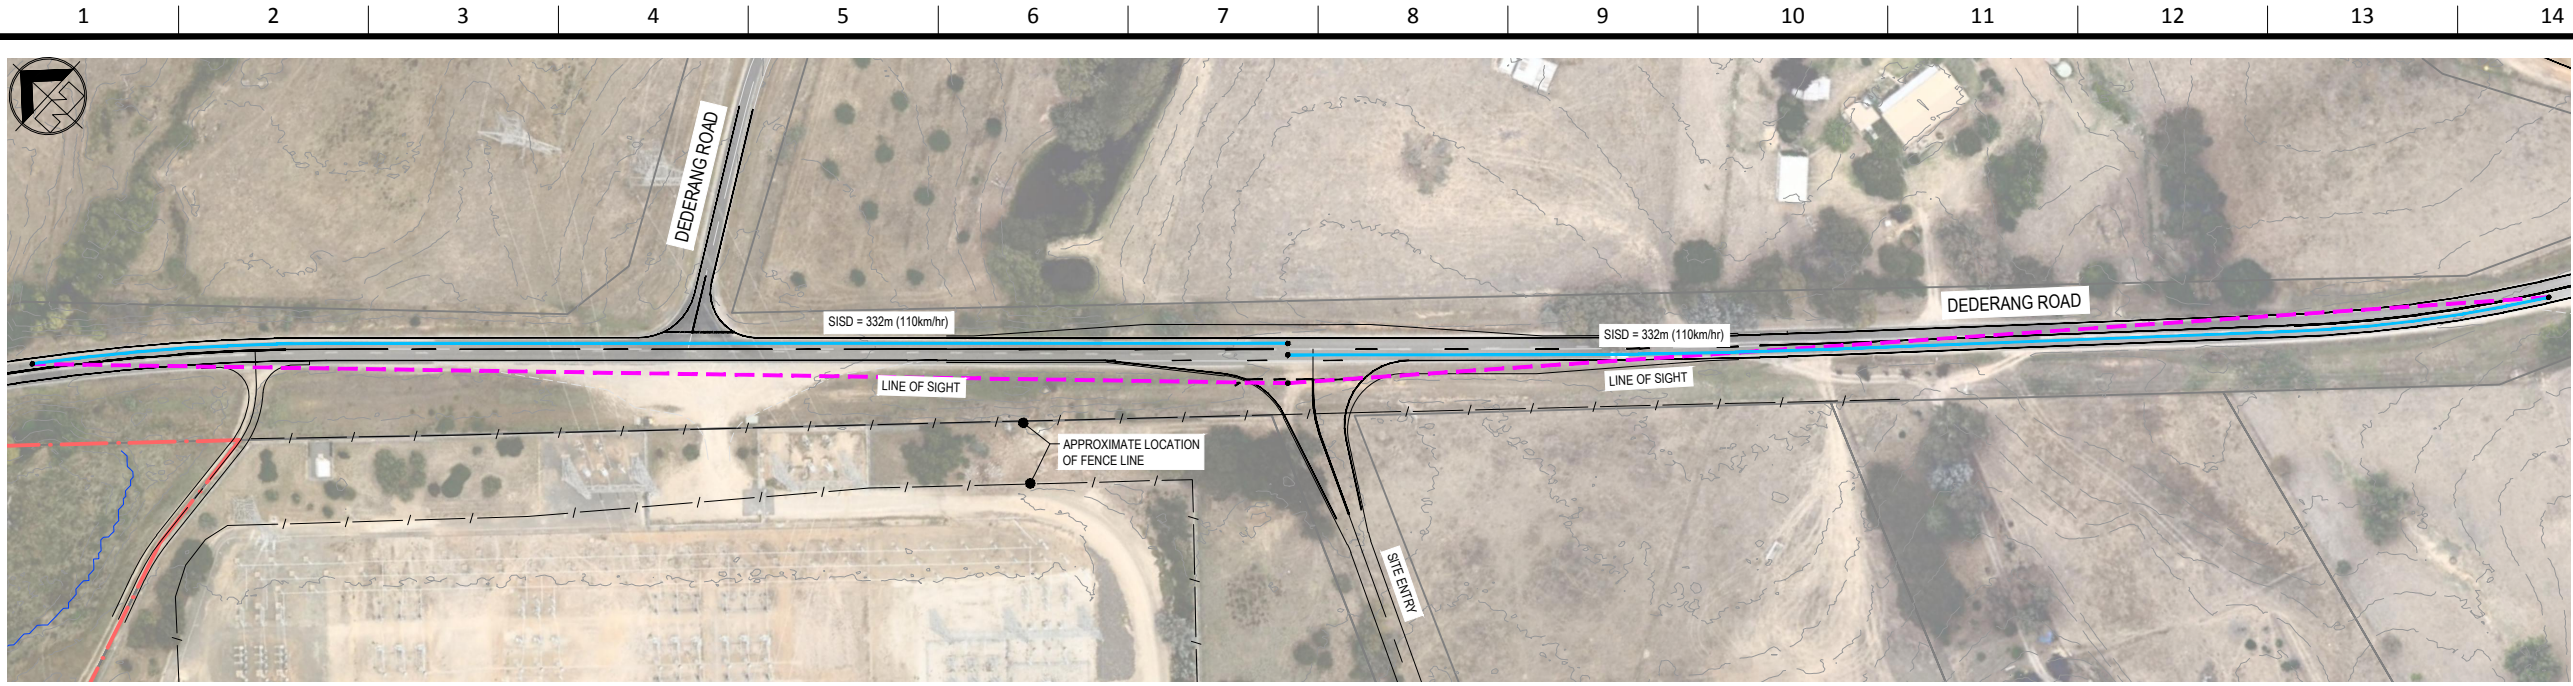 1 2 3 4 5 6 7 8 9 10 11 12 13 14
DEDERANG ROAD
SISD = 332m (110km/hr)
DEDERANG ROAD
SISD = 332m (110km/hr)
LINE OF SIGHT
LINE OF SIGHT
APPROXIMATE LOCATION
OF FENCE LINE
SITE ENTRY